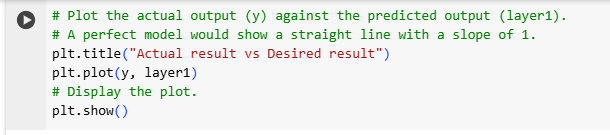 # Plot the actual output (y) against the predicted output (layer1).
# A perfect model would show a straight line with a slope of 1.
plt.title("Actual result vs Desired result")
plt.plot(y, layer1)
# Display the plot.
plt.show()